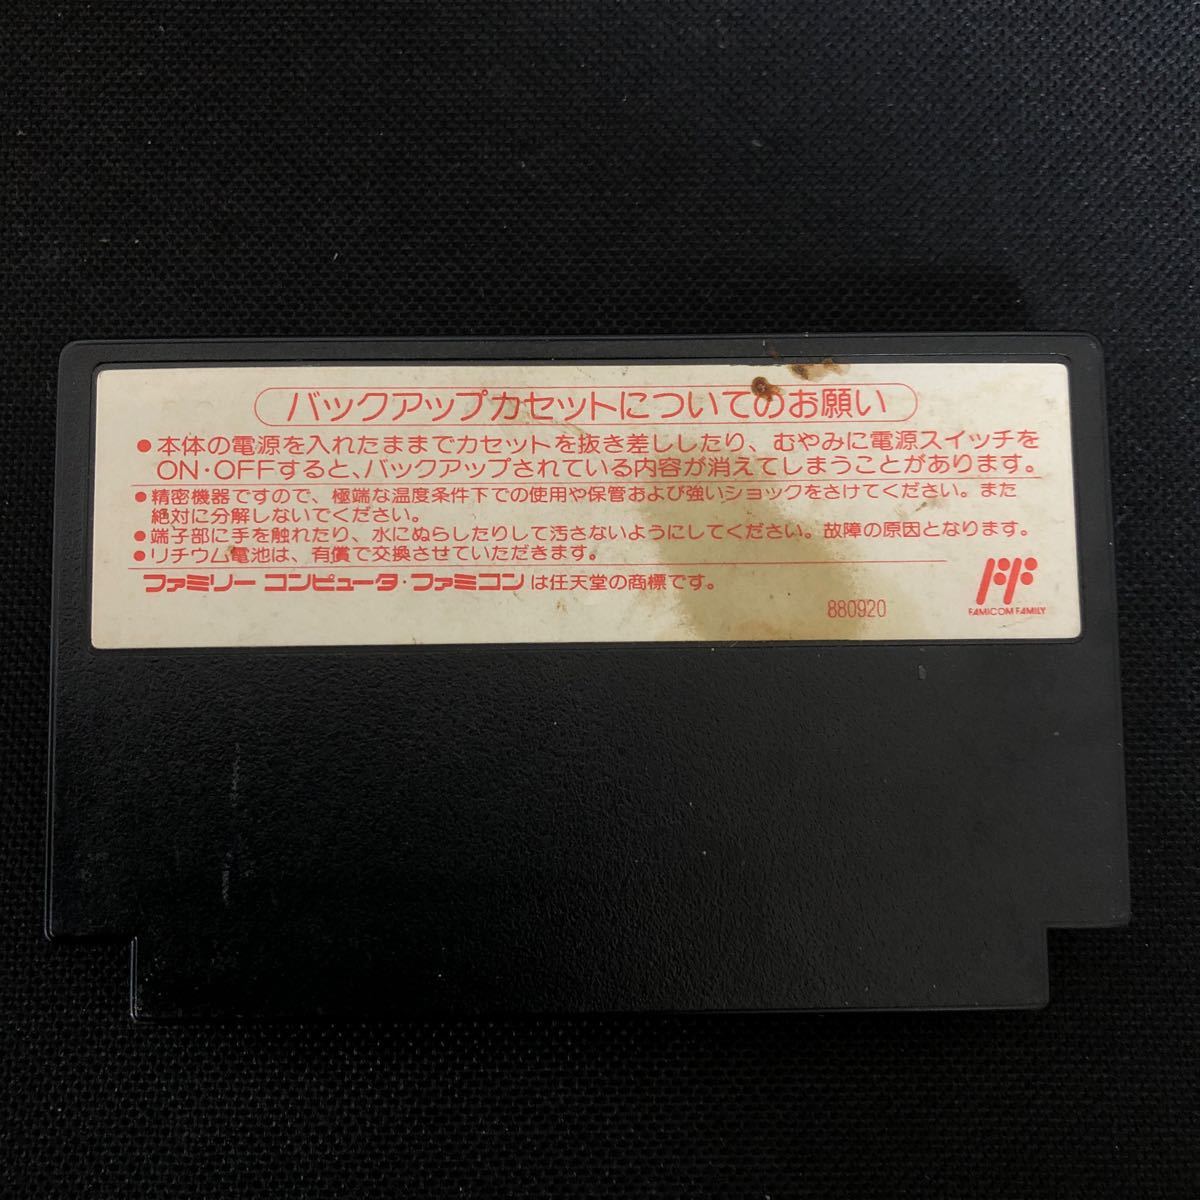 バックアップカセットについてのお願い
●本体の電源を入れたままでカセットを抜き差ししたり、むやみに電源スイッチを
ON・OFFすると、バックアップされている内容が消えてしまうことがあります。
●精密機器ですので、極端な温度条件下での使用や保管および強いショックをさけてください。また
絶対に分解しないでください。
●端子部に手を触れたり、水にぬらしたりして汚さないようにしてください。故障の原因となります。
●リチウム電池は、有償で交換させていただきます。
ファミリーコンピュータ・ファミコンは任天堂の商標です。
880920
FAMICOM FAMILY